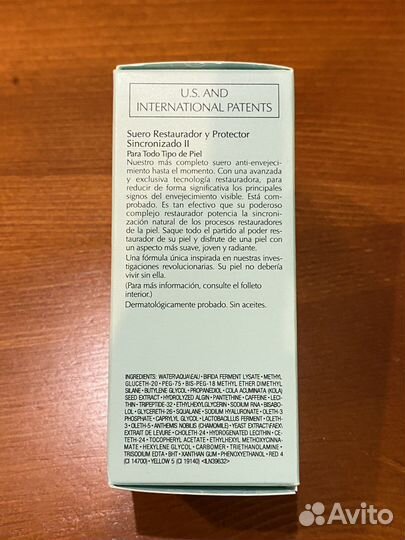 U.S. AND
INTERNATIONAL PATENTS
Suero Restaurador y Protector
Sincronizado II
Para Todo Tipo de Piel
Nuestro más completo suero anti-envejeci-
miento hasta el momento. Con una avanzada
y exclusiva tecnología restauradora, para
reducir de forma significativa los principales
signos del envejecimiento visible. Está com-
probado. Es tan efectivo que su poderoso
complejo restaurador potencia la sincroni-
zación natural de los procesos restauradores
de la piel. Saque todo el partido al poder res-
taurador de su piel y disfrute de una piel con
un aspecto más suave, joven y radiante.
Una fórmula única inspirada en nuestras inves-
tigaciones revolucionarias. Su piel no debería
vivir sin ella.
(Para más información, consulte el folleto
interior.)
Dermatológicamente probado. Sin aceites.
INGREDIENTS: WATER\AQUA\EAU • BIFIDA FERMENT LYSATE • METHYL
GLUCETH-20 • PEG-75 • BIS-PEG-18 METHYL ETHER DIMETHYL
SILANE • BUTYLENE GLYCOL • PROPANEDIOL • COLA ACUMINATA (KOLA)
SEED EXTRACT • HYDROLYZED ALGIN • PANTETHINE • CAFFEINE • LECI-
THIN • TRIPEPTIDE-32 • ETHYLHEXYLGLYCERIN • SODIUM RNA • BISABO-
LOL • GLYCERETH-26 • SQUALANE • SODIUM HYALURONATE • OLETH-3
PHOSPHATE • CAPRYLYL GLYCOL • LACTOBACILLUS FERMENT • OLETH-
3 • OLETH-5 • ANTHEMIS NOBILIS (CHAMOMILE) • YEAST EXTRACT\FAEX\
EXTRAIT DE LEVURE • CHOLETH-24 • HYDROGENATED LECITHIN • CE-
TETH-24 • TOCOPHERYL ACETATE • ETHYLHEXYL METHOXYCINNA-
MATE • HEXYLENE GLYCOL • CARBOMER • TRIETHANOLAMINE •
TRISODIUM EDTA • BHT • XANTHAN GUM • PHENOXYETHANOL • RED 4
(CI 14700) • YELLOW 5 (CI 19140) <ILN39632>
Avito